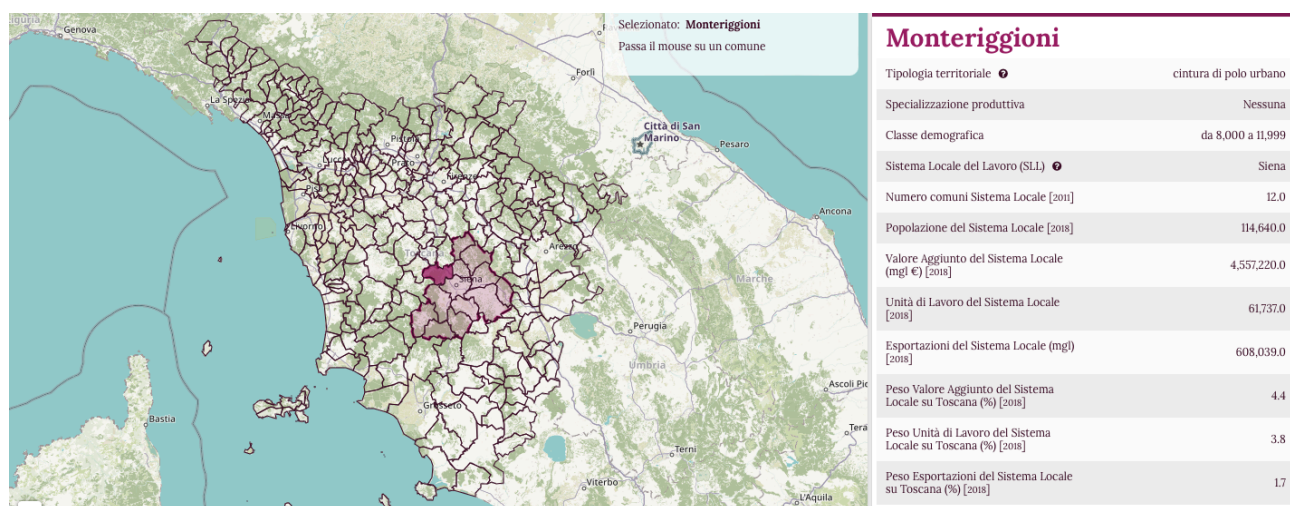 Selezionato: Monteriggioni
Passa il mouse su un comune
Genova
Forlì
La Spezia
Massa
Città di San
Marino
Pesaro
Pistoia
Lucca
Prato
Firenze
Pisa
Livorno
Ancona
Arezzo
Toscana
Siena
Marche
Perugia
Umbria
Ascoli Pic
Grosseto
Bastia
Tera
Terni
Viterbo
L'Aquila
Monteriggioni
Tipologia territoriale ? cintura di polo urbano
Specializzazione produttiva Nessuna
Classe demografica da 8,000 a 11,999
Sistema Locale del Lavoro (SLL) ? Siena
Numero comuni Sistema Locale [2011] 12.0
Popolazione del Sistema Locale [2018] 114,640.0
Valore Aggiunto del Sistema Locale
(mgl €) [2018] 4,557,220.0
Unità di Lavoro del Sistema Locale
[2018] 61,737.0
Esportazioni del Sistema Locale (mgl)
[2018] 608,039.0
Peso Valore Aggiunto del Sistema
Locale su Toscana (%) [2018] 4.4
Peso Unità di Lavoro del Sistema
Locale su Toscana (%) [2018] 3.8
Peso Esportazioni del Sistema Locale
su Toscana (%) [2018] 1.7